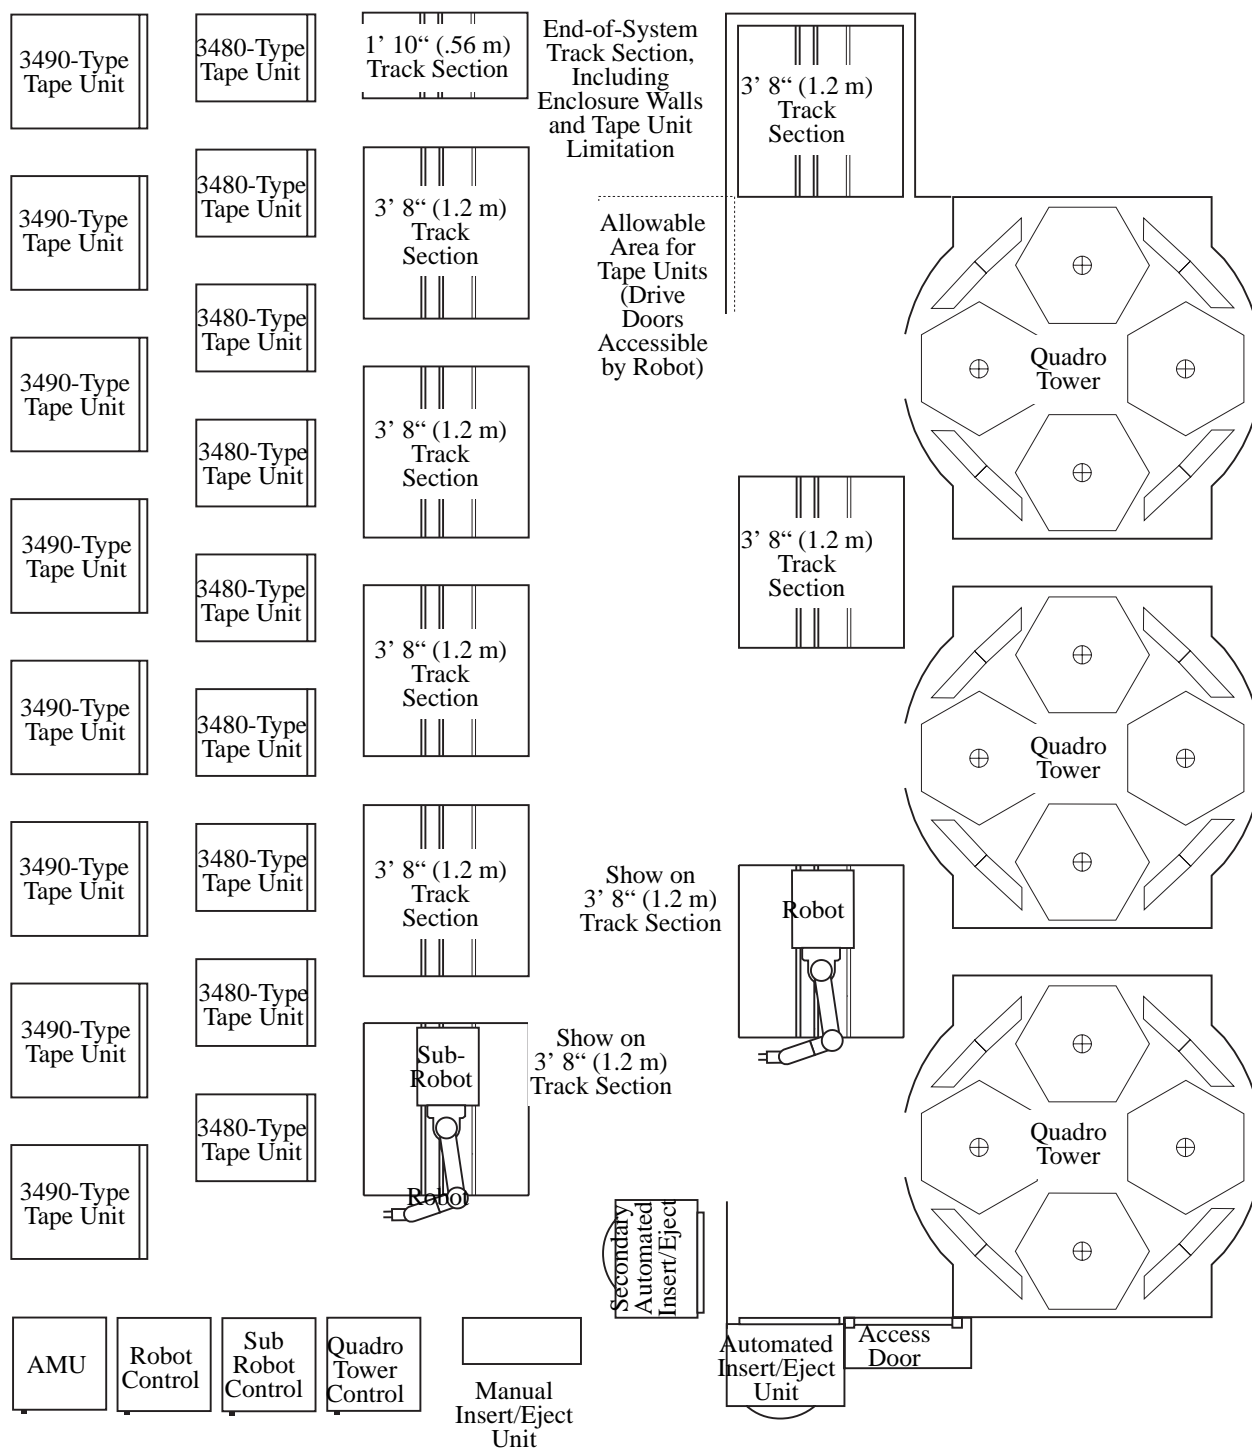 3490-Type
Tape Unit
3490-Type
Tape Unit
3490-Type
Tape Unit
3490-Type
Tape Unit
3490-Type
Tape Unit
3490-Type
Tape Unit
3490-Type
Tape Unit
3490-Type
Tape Unit
3480-Type
Tape Unit
3480-Type
Tape Unit
3480-Type
Tape Unit
3480-Type
Tape Unit
3480-Type
Tape Unit
3480-Type
Tape Unit
3480-Type
Tape Unit
3480-Type
Tape Unit
3480-Type
Tape Unit
1’ 10“ (.56 m)
Track Section
3’ 8“ (1.2 m)
Track
Section
3’ 8“ (1.2 m)
Track
Section
3’ 8“ (1.2 m)
Track
Section
3’ 8“ (1.2 m)
Track
Section
Sub-
Robot
Robot
Show on
3’ 8“ (1.2 m)
Track Section
End-of-System
Track Section,
Including
Enclosure Walls
and Tape Unit
Limitation
3’ 8“ (1.2 m)
Track
Section
Allowable
Area for
Tape Units
(Drive
Doors
Accessible
by Robot)
3’ 8“ (1.2 m)
Track
Section
Show on
3’ 8“ (1.2 m)
Track Section
Robot
Quadro
Tower
Quadro
Tower
Quadro
Tower
Secondary
Automated
Insert/Eject
Automated
Insert/Eject
Unit
Access
Door
AMU
Robot
Control
Sub
Robot
Control
Quadro
Tower
Control
Manual
Insert/Eject
Unit